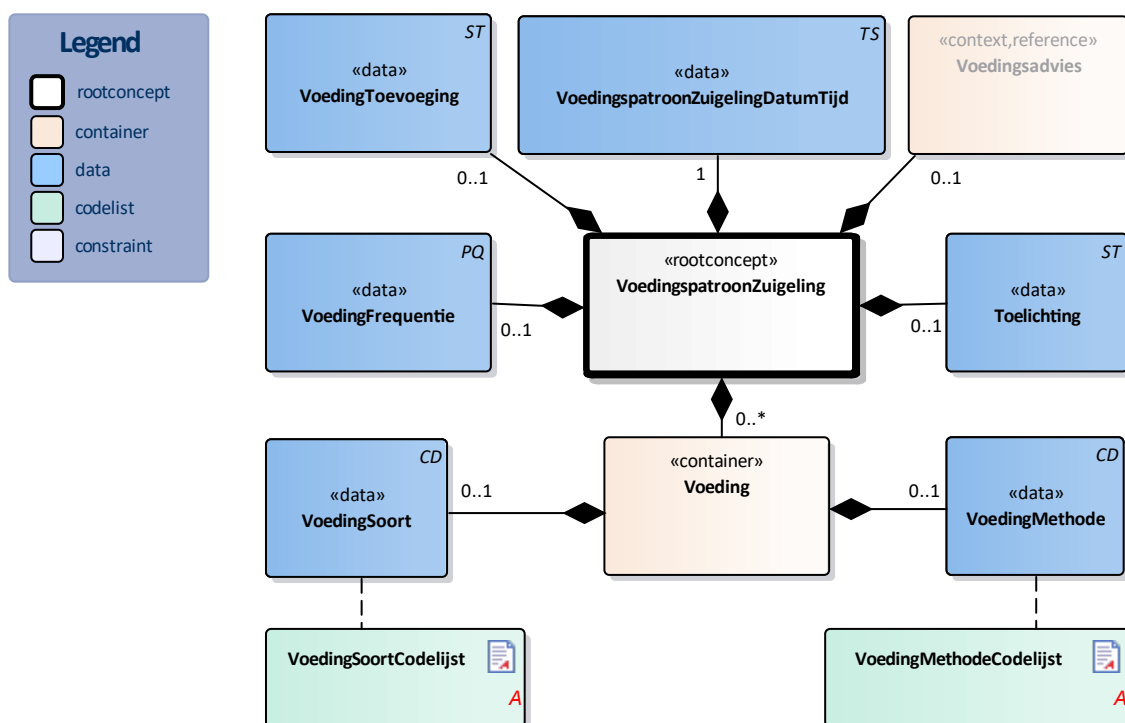 Legend
rootconcept
container
data
codelist
constraint
ST
«data»
VoedingToevoeging
TS
«data»
VoedingspatroonZuigelingDatumTijd
«context,reference»
Voedingsadvies
0..1
1
0..1
PQ
«data»
VoedingFrequentie
0..1
«rootconcept»
VoedingspatroonZuigeling
ST
«data»
Toelichting
0..1
0..*
CD
«data»
VoedingSoort
0..1
«container»
Voeding
0..1
CD
«data»
VoedingMethode
VoedingSoortCodelijst
A
A
VoedingMethodeCodelijst
A
A